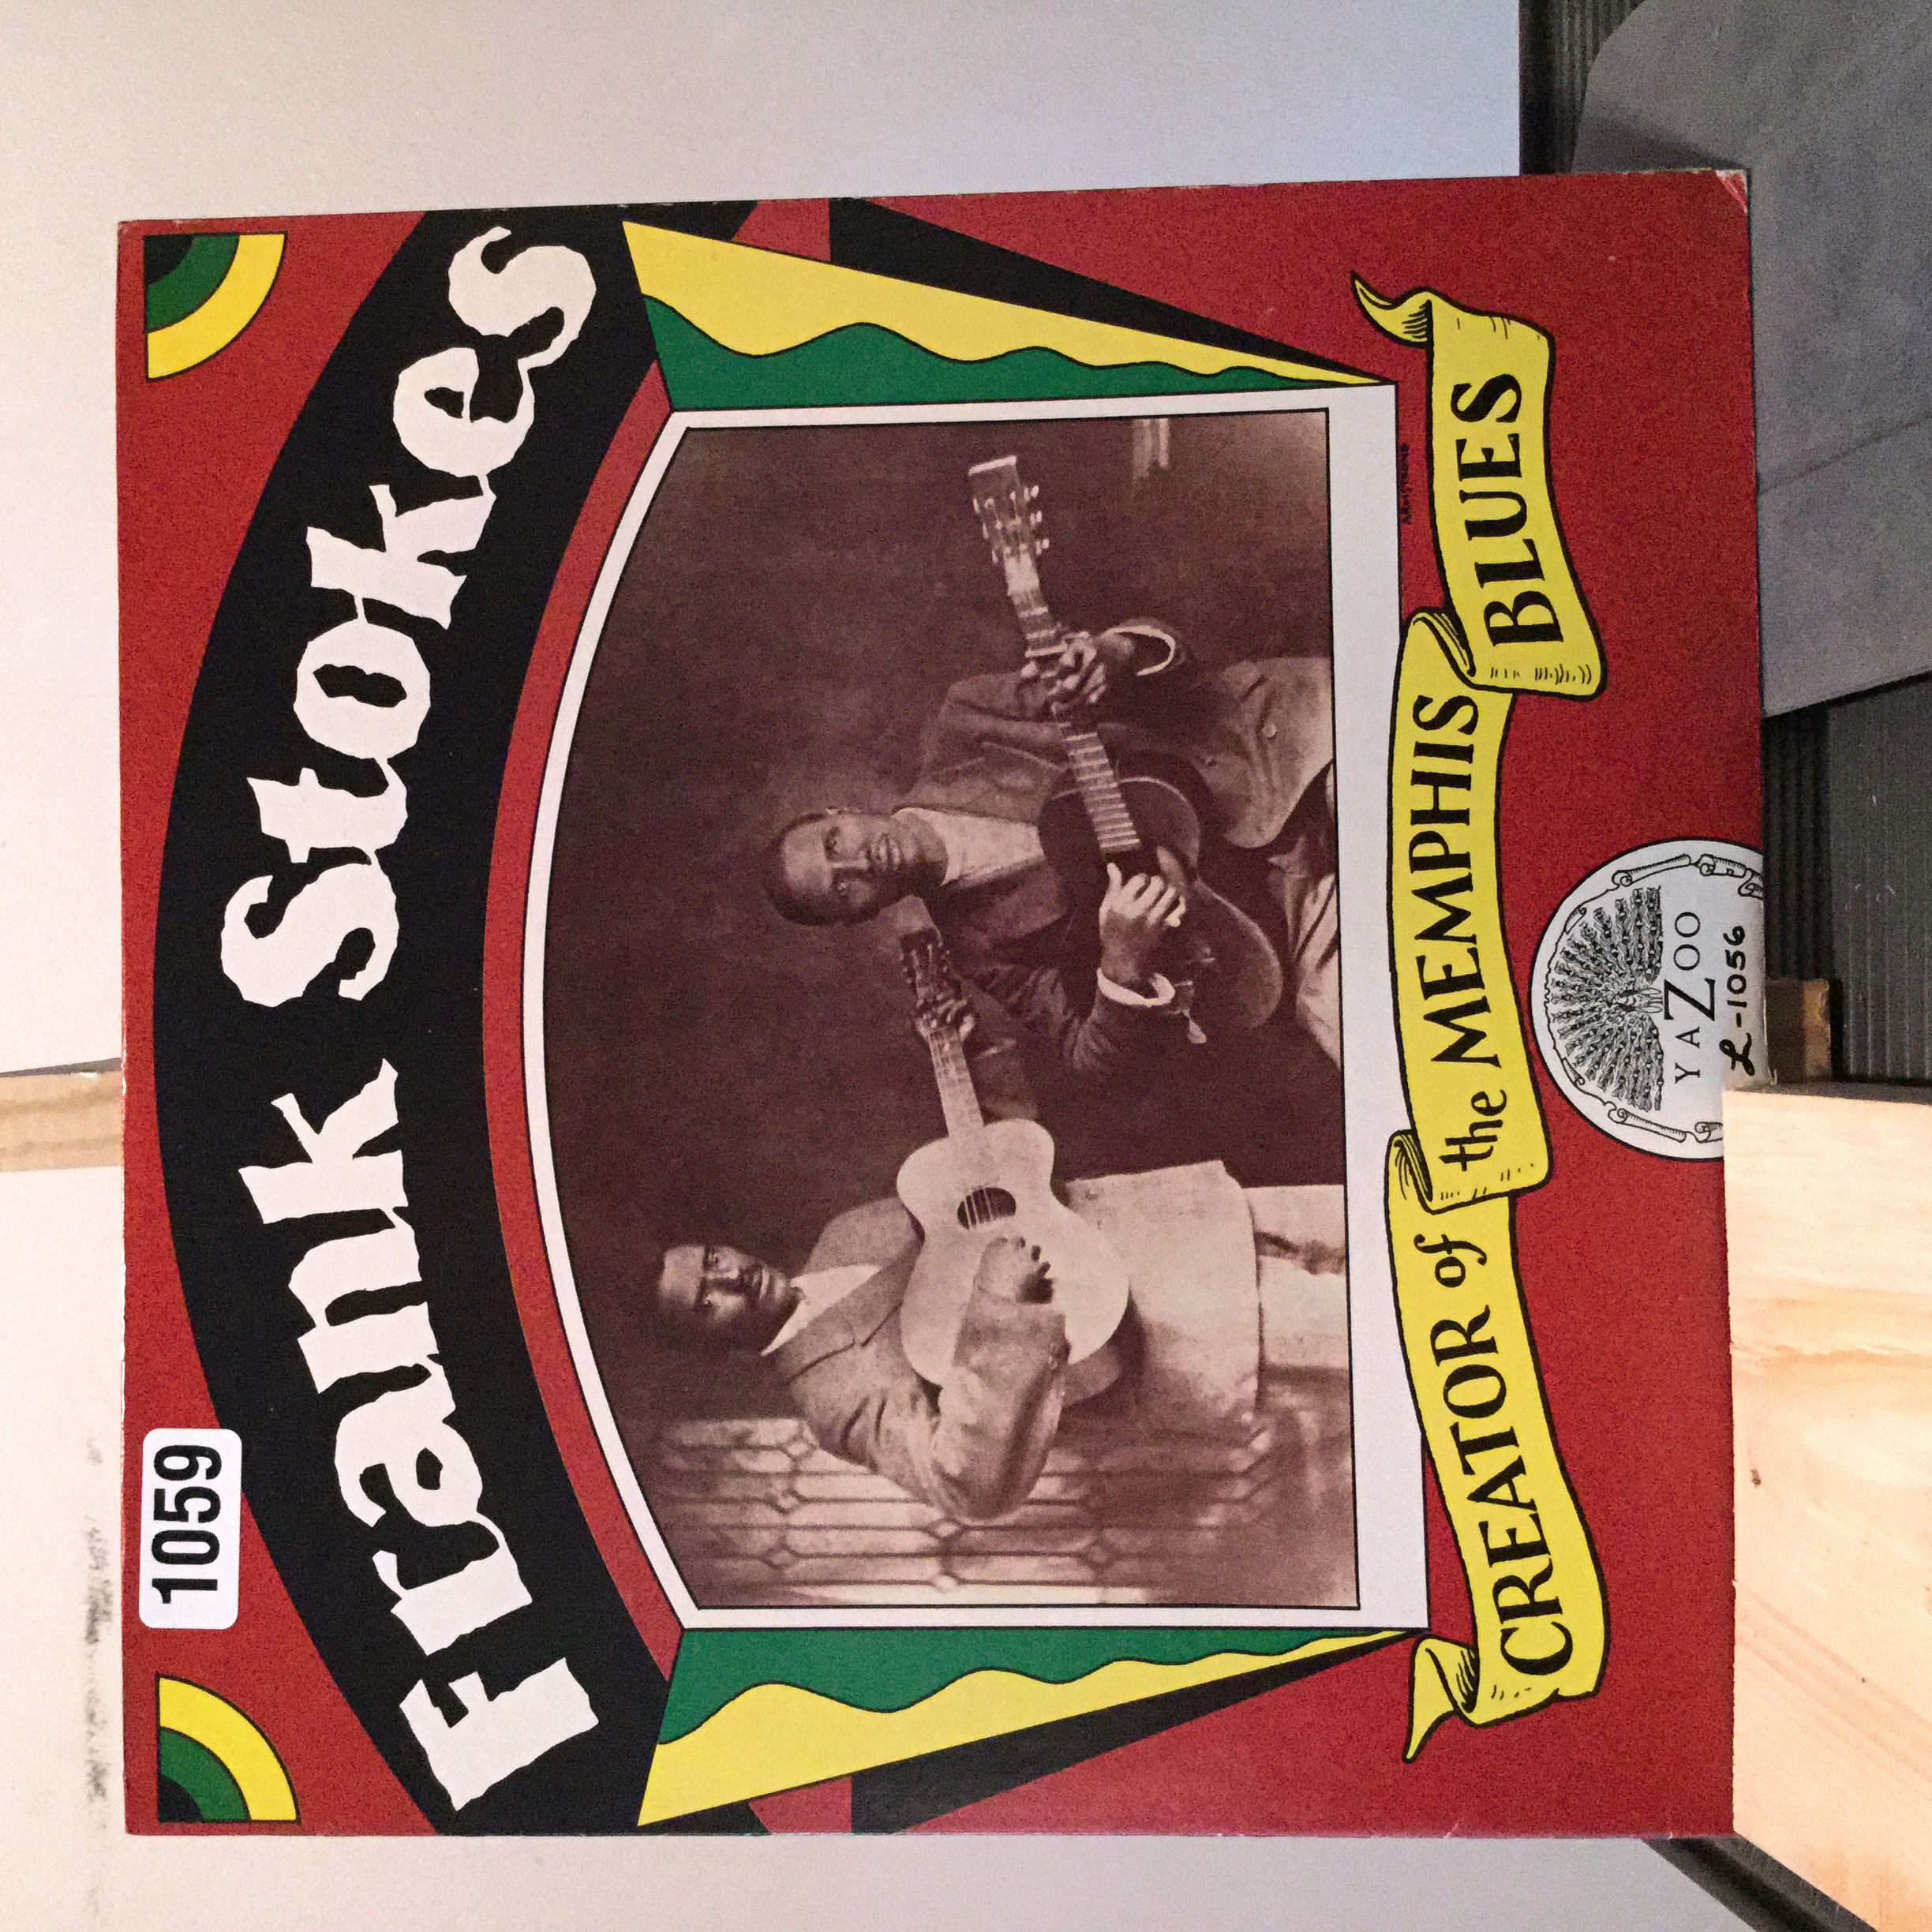 1059
Frank Stokes
CREATOR of the MEMPHIS BLUES
YAZOO
L-1056